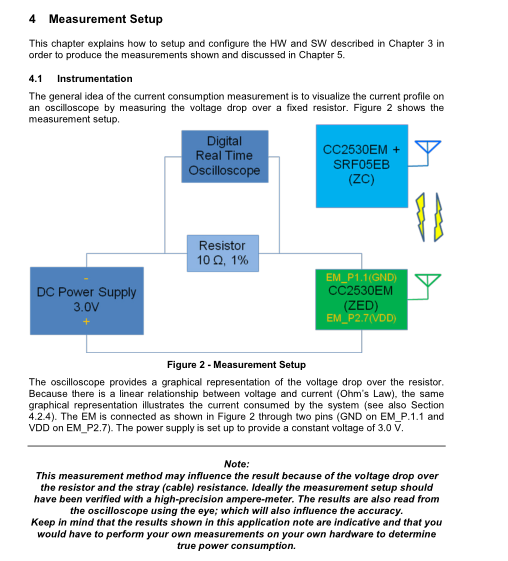 4 Measurement Setup
This chapter explains how to setup and configure the HW and SW described in Chapter 3 in
order to produce the measurements shown and discussed in Chapter 5.
4.1 Instrumentation
The general idea of the current consumption measurement is to visualize the current profile on
an oscilloscope by measuring the voltage drop over a fixed resistor. Figure 2 shows the
measurement setup.
Digital
Real Time
Oscilloscope
CC2530EM +
SRF05EB
(ZC)
Resistor
10 Ω, 1%
-
DC Power Supply
3.0V
+
EM_P1.1(GND)
CC2530EM
(ZED)
EM_P2.7(VDD)
Figure 2 - Measurement Setup
The oscilloscope provides a graphical representation of the voltage drop over the resistor.
Because there is a linear relationship between voltage and current (Ohm's Law), the same
graphical representation illustrates the current consumed by the system (see also Section
4.2.4). The EM is connected as shown in Figure 2 through two pins (GND on EM_P.1.1 and
VDD on EM_P2.7). The power supply is set up to provide a constant voltage of 3.0 V.
Note:
This measurement method may influence the result because of the voltage drop over
the resistor and the stray (cable) resistance. Ideally the measurement setup should
have been verified with a high-precision ampere-meter. The results are also read from
the oscilloscope using the eye; which will also influence the accuracy.
Keep in mind that the results shown in this application note are indicative and that you
would have to perform your own measurements on your own hardware to determine
true power consumption.